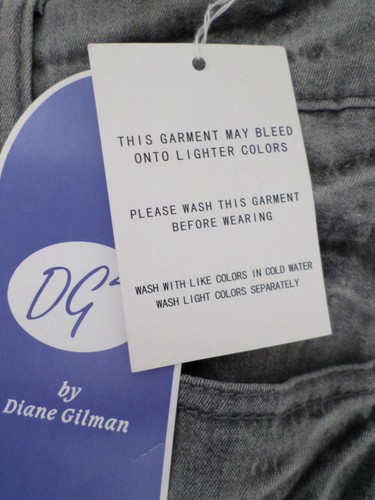 THIS GARMENT MAY BLEED
ONTO LIGHTER COLORS
PLEASE WASH THIS GARMENT
BEFORE WEARING
WASH WITH LIKE COLORS IN COLD WATER
WASH LIGHT COLORS SEPARATELY
DG
by
Diane Gilman